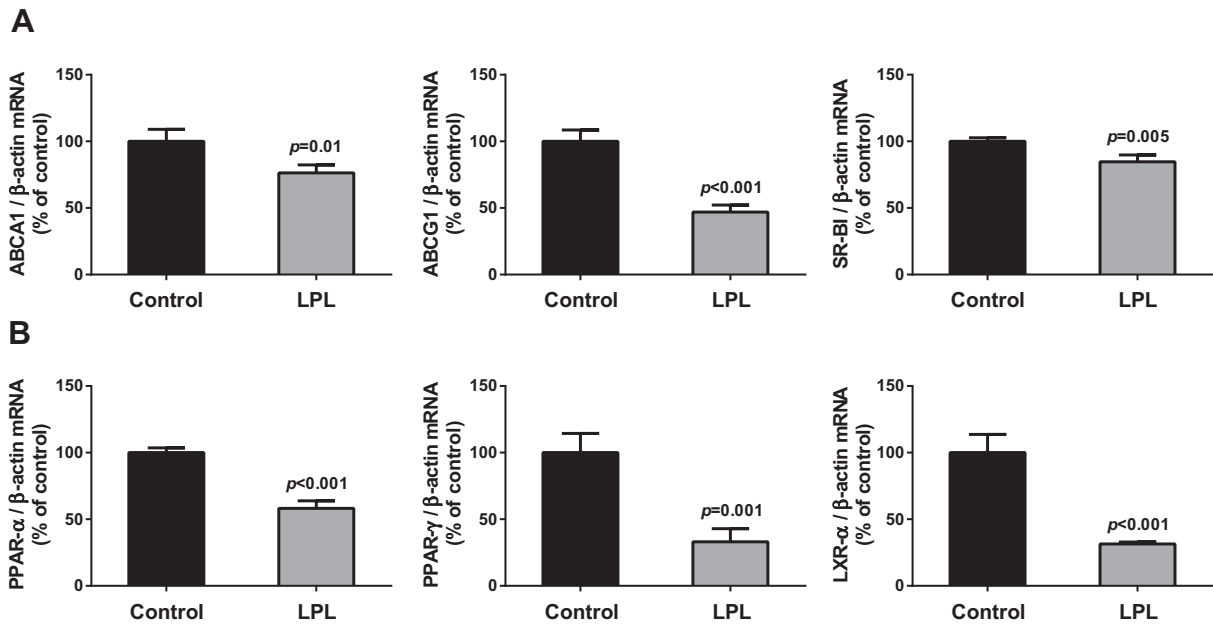 A
ABCA1 / β-actin mRNA
(% of control)
150
100
50
0
p=0.01
Control
LPL
ABCG1 / β-actin mRNA
(% of control)
150
100
50
0
p<0.001
Control
LPL
SR-BI / β-actin mRNA
(% of control)
150
100
50
0
p=0.005
Control
LPL
B
PPAR-α / β-actin mRNA
(% of control)
150
100
50
0
p<0.001
Control
LPL
PPAR-γ / β-actin mRNA
(% of control)
150
100
50
0
p=0.001
Control
LPL
LXR-α / β-actin mRNA
(% of control)
150
100
50
0
p<0.001
Control
LPL